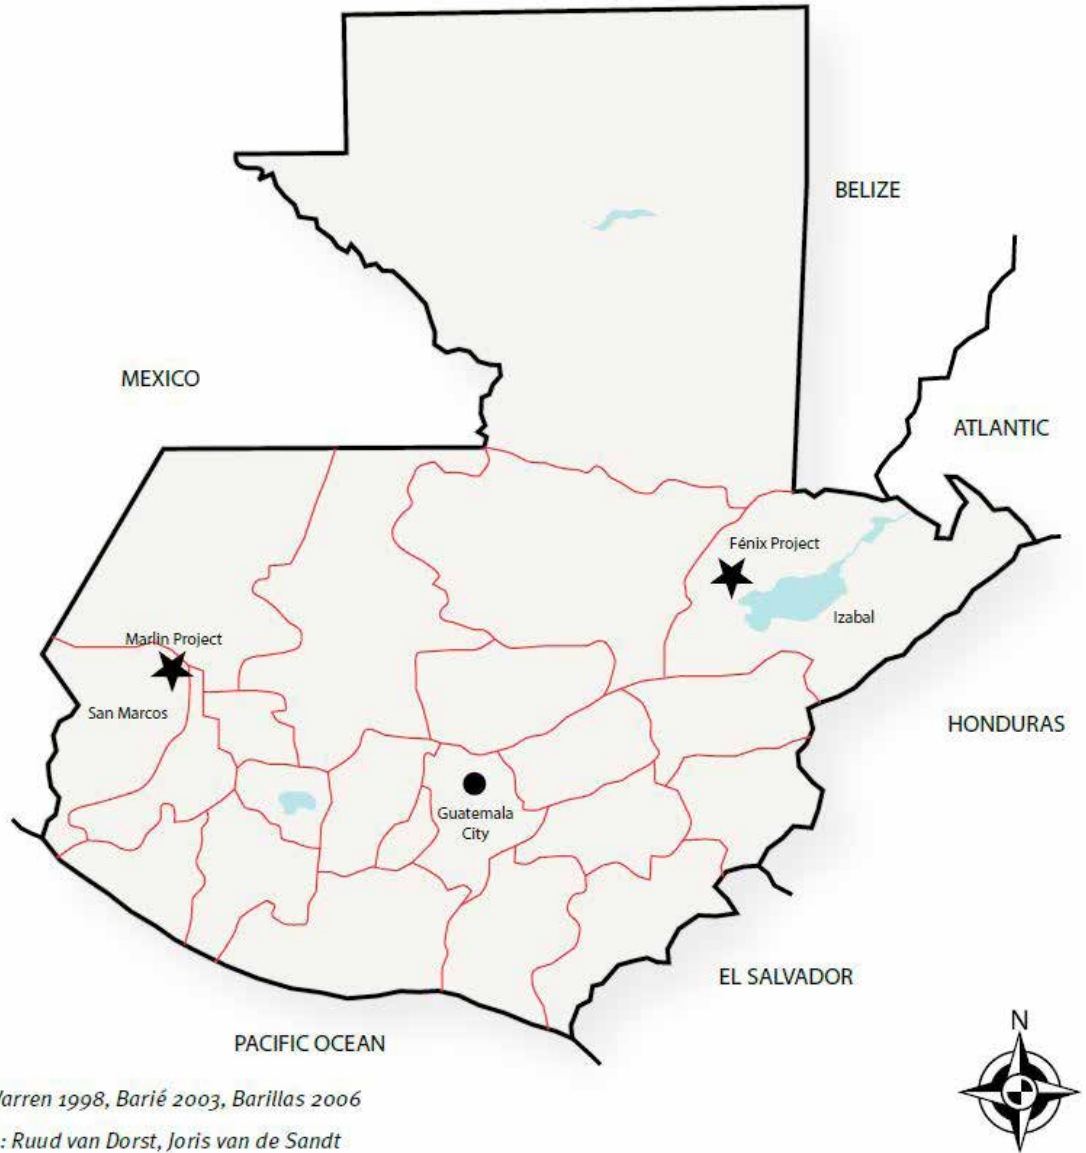 BELIZE
MEXICO
ATLANTIC
Fénix Project
Izabal
Marlin Project
San Marcos
HONDURAS
Guatemala
City
EL SALVADOR
PACIFIC OCEAN
N
1998, Barié 2003, Barillas 2006
: Ruud van Dorst, Joris van de Sandt